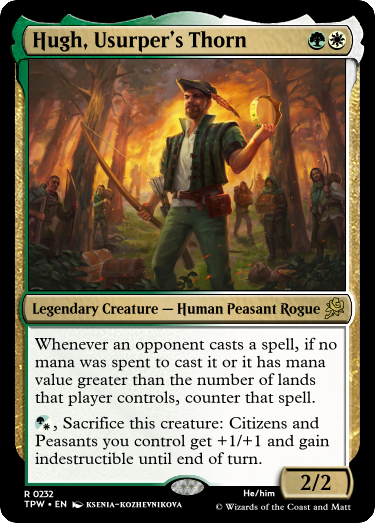 Hugh, Usurper's Thorn
Legendary Creature — Human Peasant Rogue
Whenever an opponent casts a spell, if no
mana was spent to cast it or it has mana
value greater than the number of lands
that player controls, counter that spell.
, Sacrifice this creature: Citizens and
Peasants you control get +1/+1 and gain
indestructible until end of turn.
2/2
R 0232
He/him
TPW • EN KSENIA-KOZHEVNIKOVA
© Wizards of the Coast and Matt